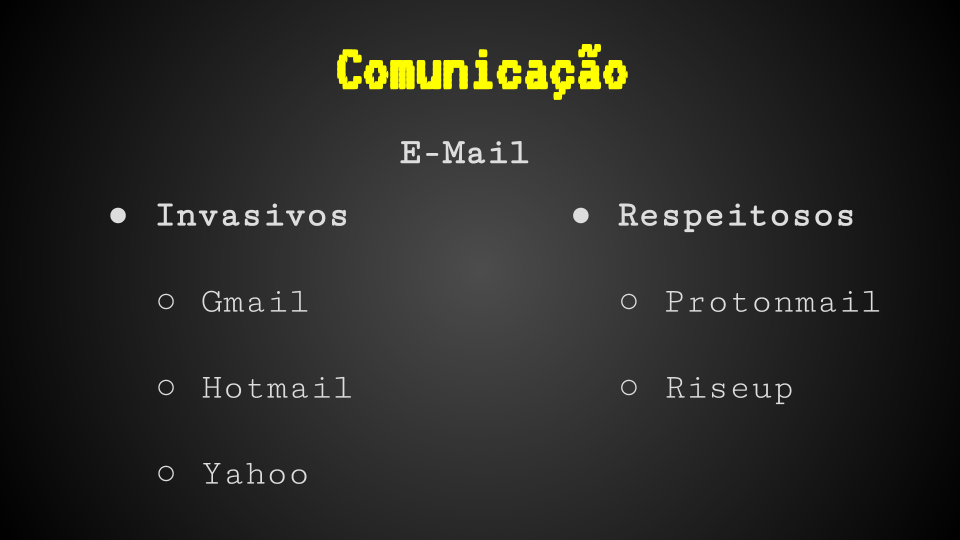 Comunicação
E-Mail
● Invasivos
○ Gmail
○ Hotmail
○ Yahoo
● Respeitosos
○ Protonmail
○ Riseup